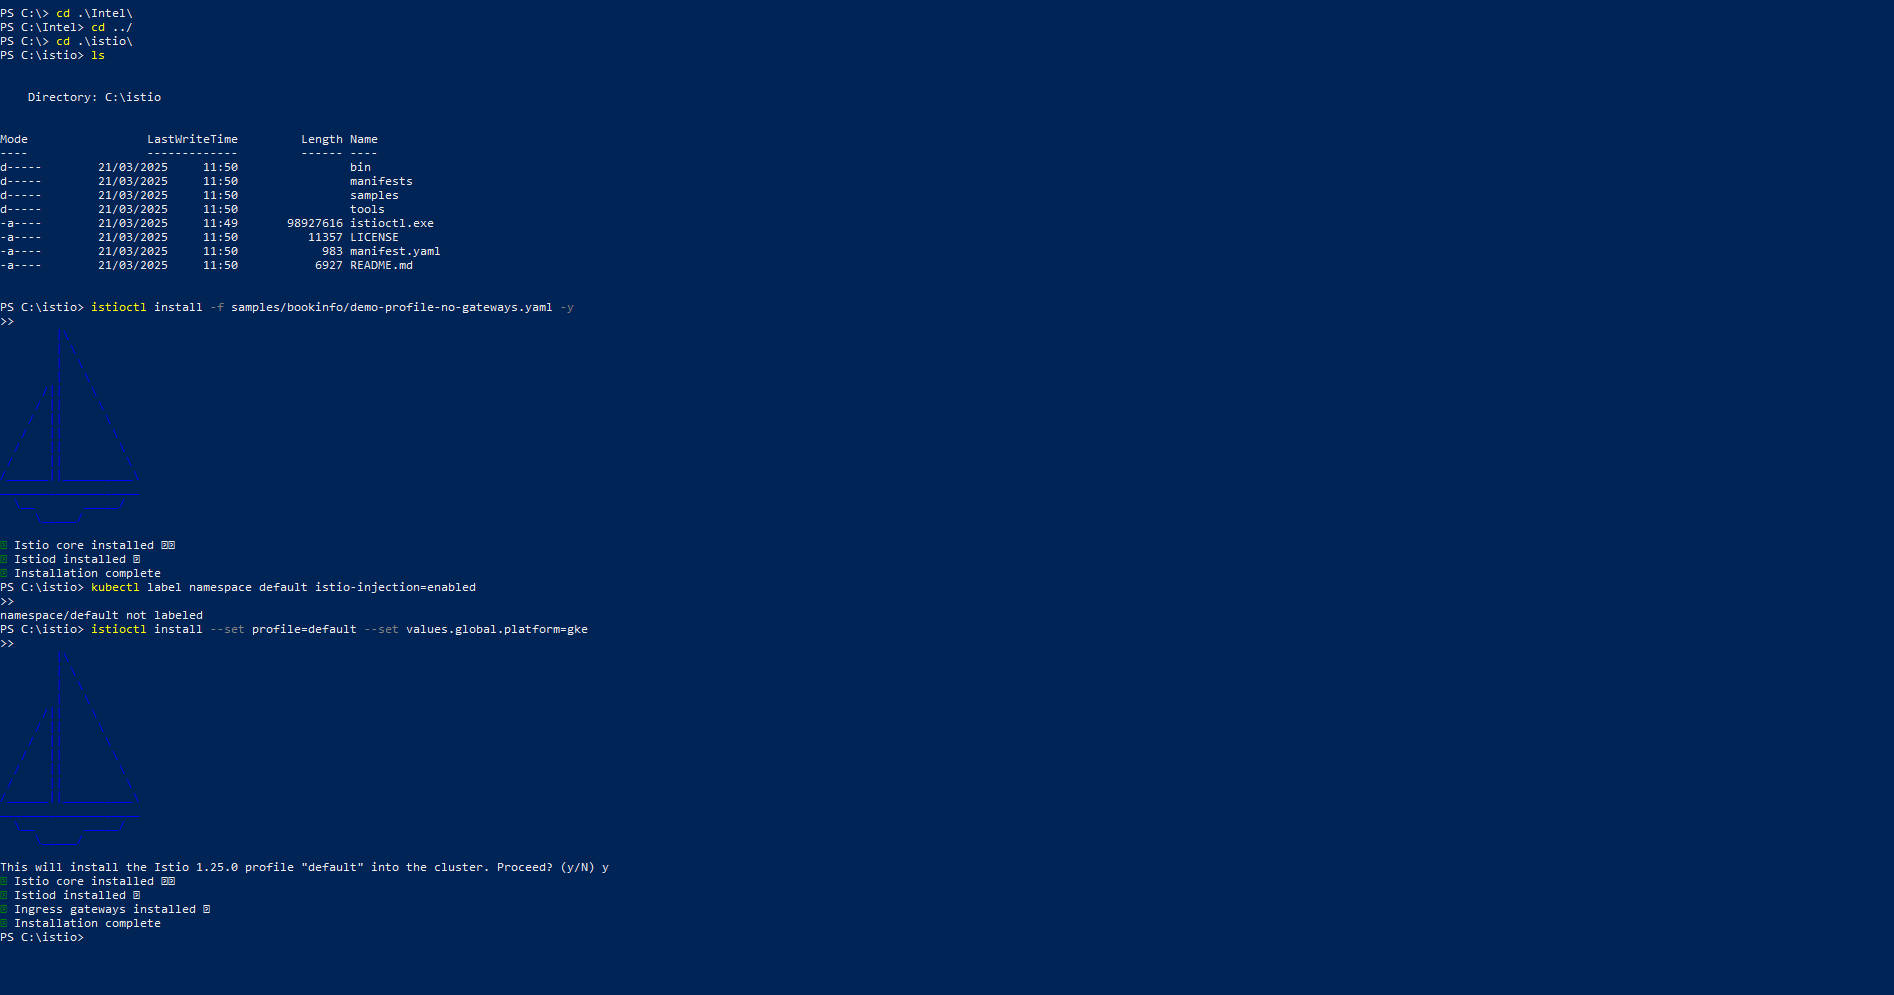 PS C:\> cd .\Intel\
PS C:\Intel> cd ../
PS C:\> cd .\istio\
PS C:\istio> ls
Directory: C:\istio
Mode                 LastWriteTime         Length Name
----                 -------------         ------ ----
d-----        21/03/2025     11:50                bin
d-----        21/03/2025     11:50                manifests
d-----        21/03/2025     11:50                samples
d-----        21/03/2025     11:50                tools
-a----        21/03/2025     11:49       98927616 istioctl.exe
-a----        21/03/2025     11:50          11357 LICENSE
-a----        21/03/2025     11:50            983 manifest.yaml
-a----        21/03/2025     11:50           6927 README.md
PS C:\istio> istioctl install -f samples/bookinfo/demo-profile-no-gateways.yaml -y
>>
Istio core installed
Istiod installed
Installation complete
PS C:\istio> kubectl label namespace default istio-injection=enabled
>>
namespace/default not labeled
PS C:\istio> istioctl install --set profile=default --set values.global.platform=gke
>>
This will install the Istio 1.25.0 profile "default" into the cluster. Proceed? (y/N) y
Istio core installed
Istiod installed
Ingress gateways installed
Installation complete
PS C:\istio>